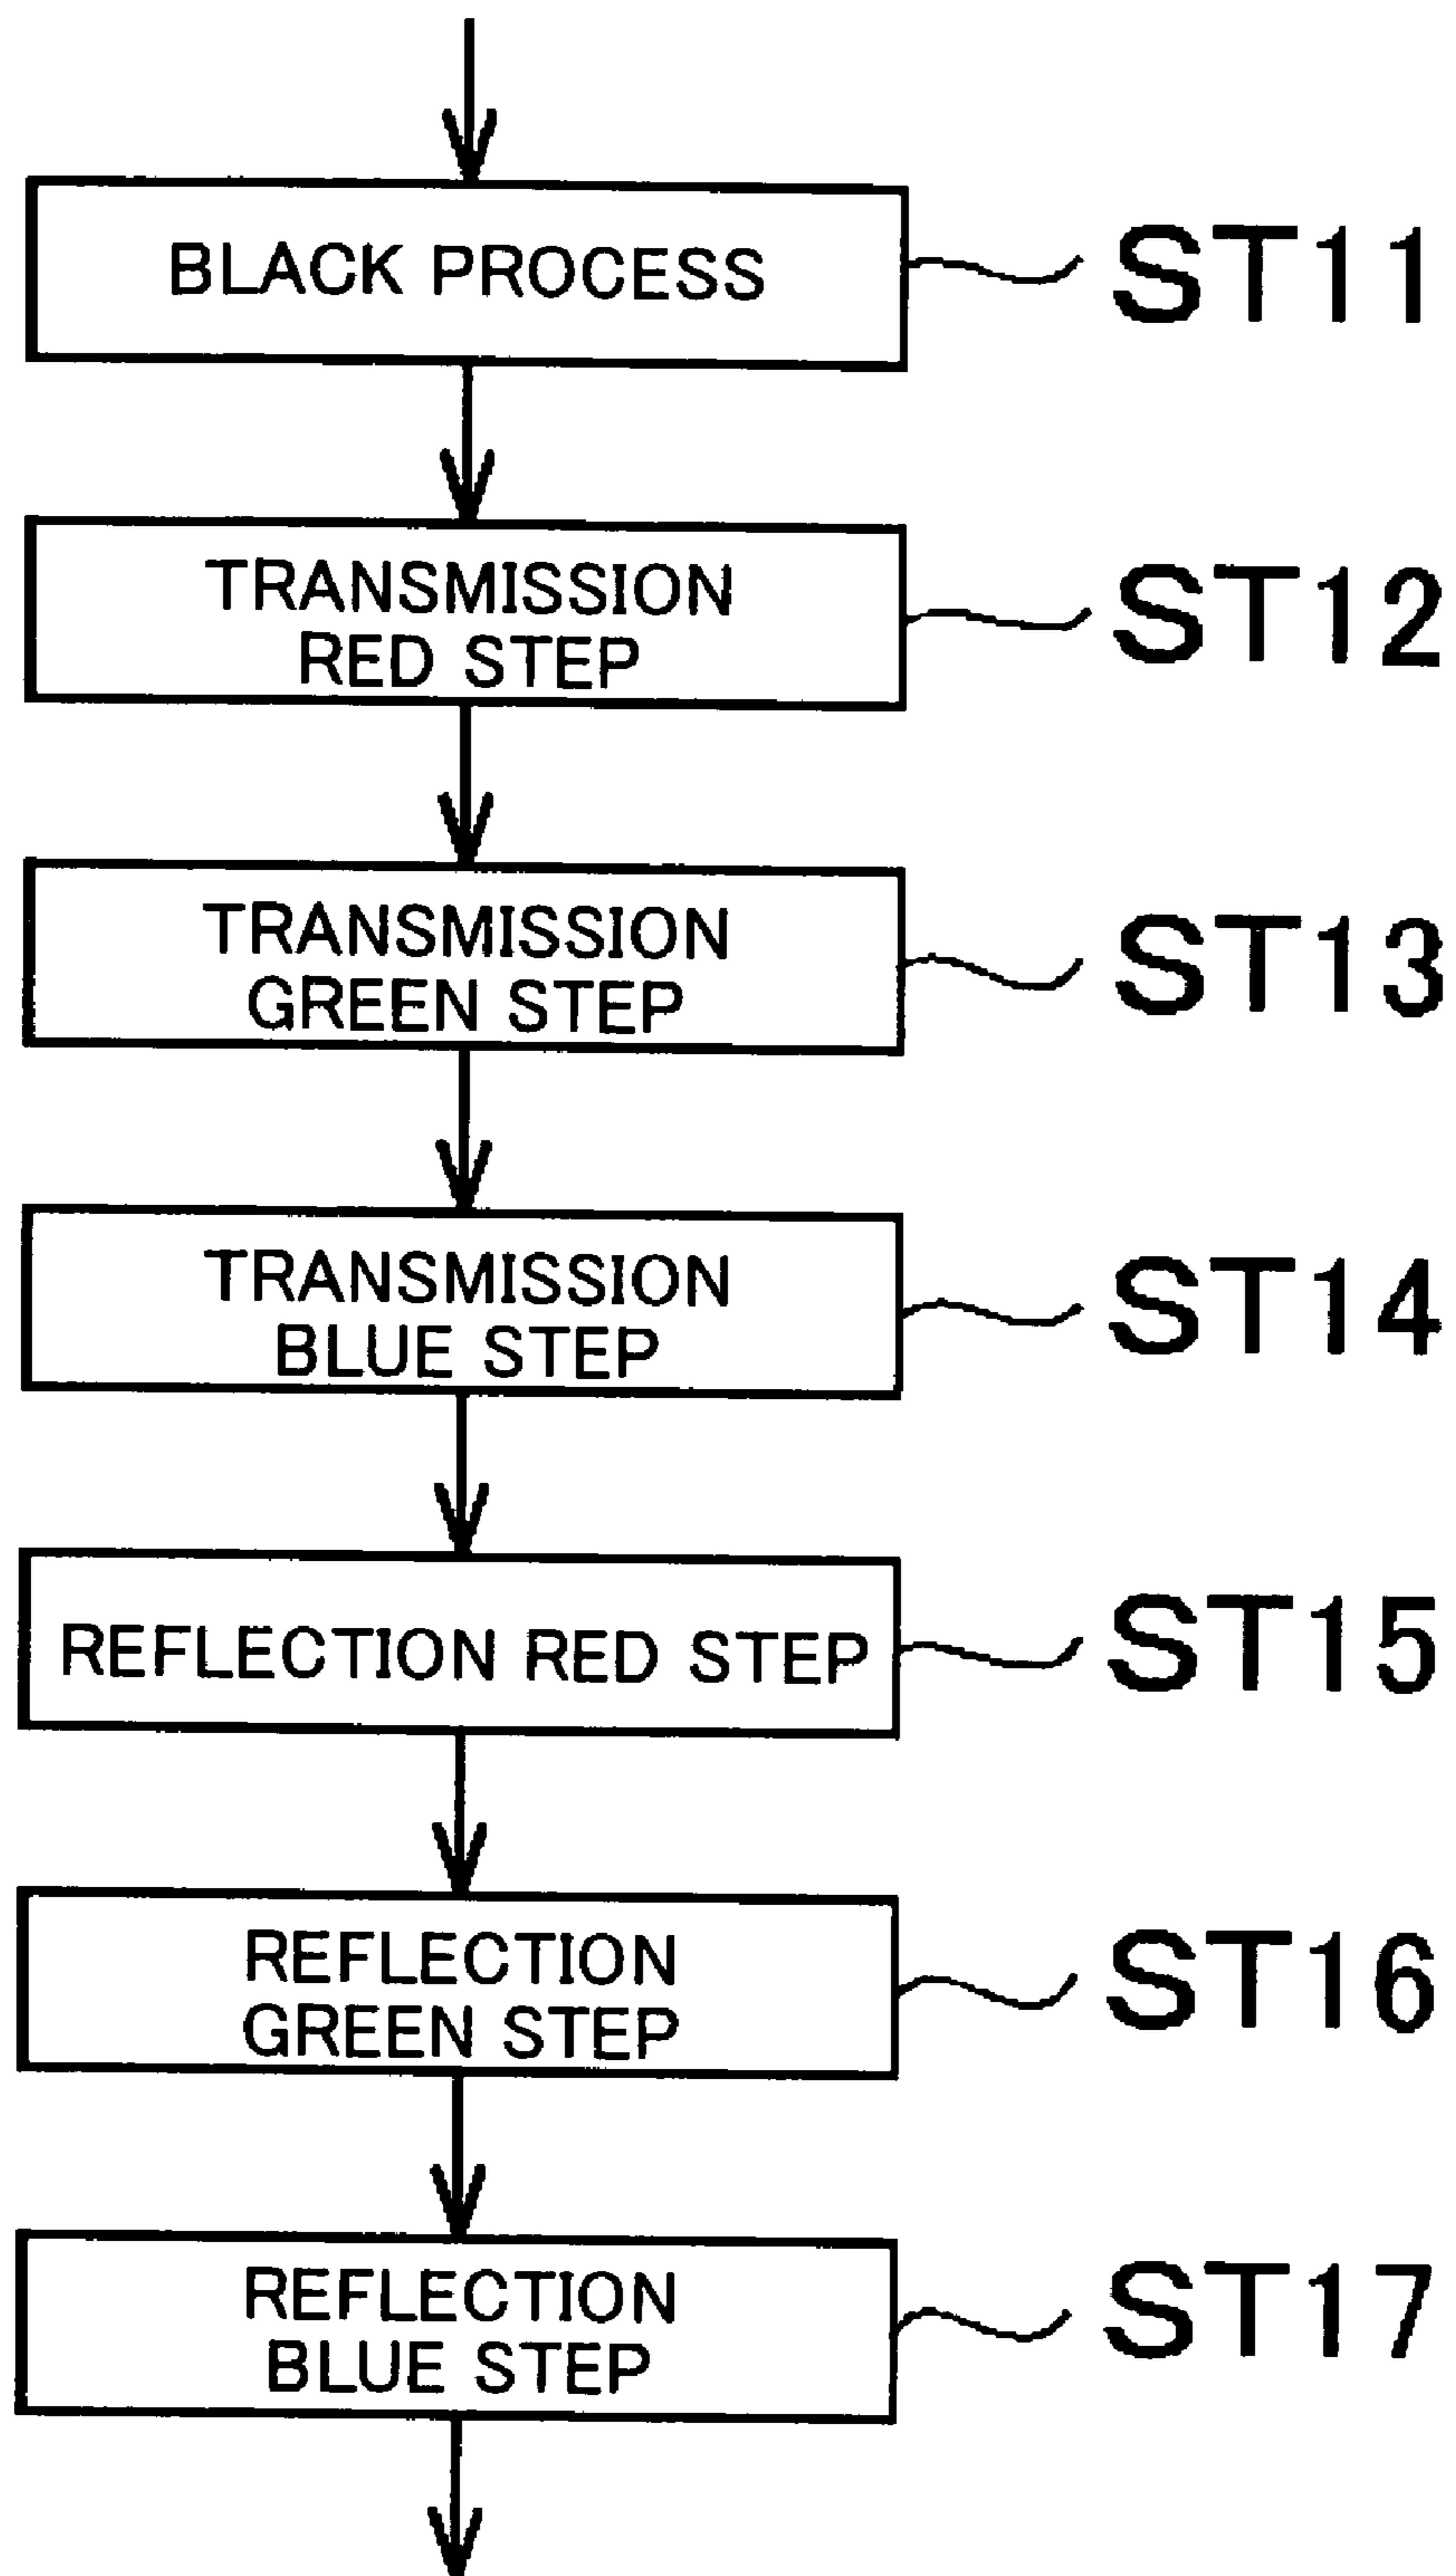 BLACK PROCESS
ST11
TRANSMISSION
RED STEP
ST12
TRANSMISSION
GREEN STEP
ST13
TRANSMISSION
BLUE STEP
ST14
REFLECTION RED STEP
ST15
REFLECTION
GREEN STEP
ST16
REFLECTION
BLUE STEP
ST17